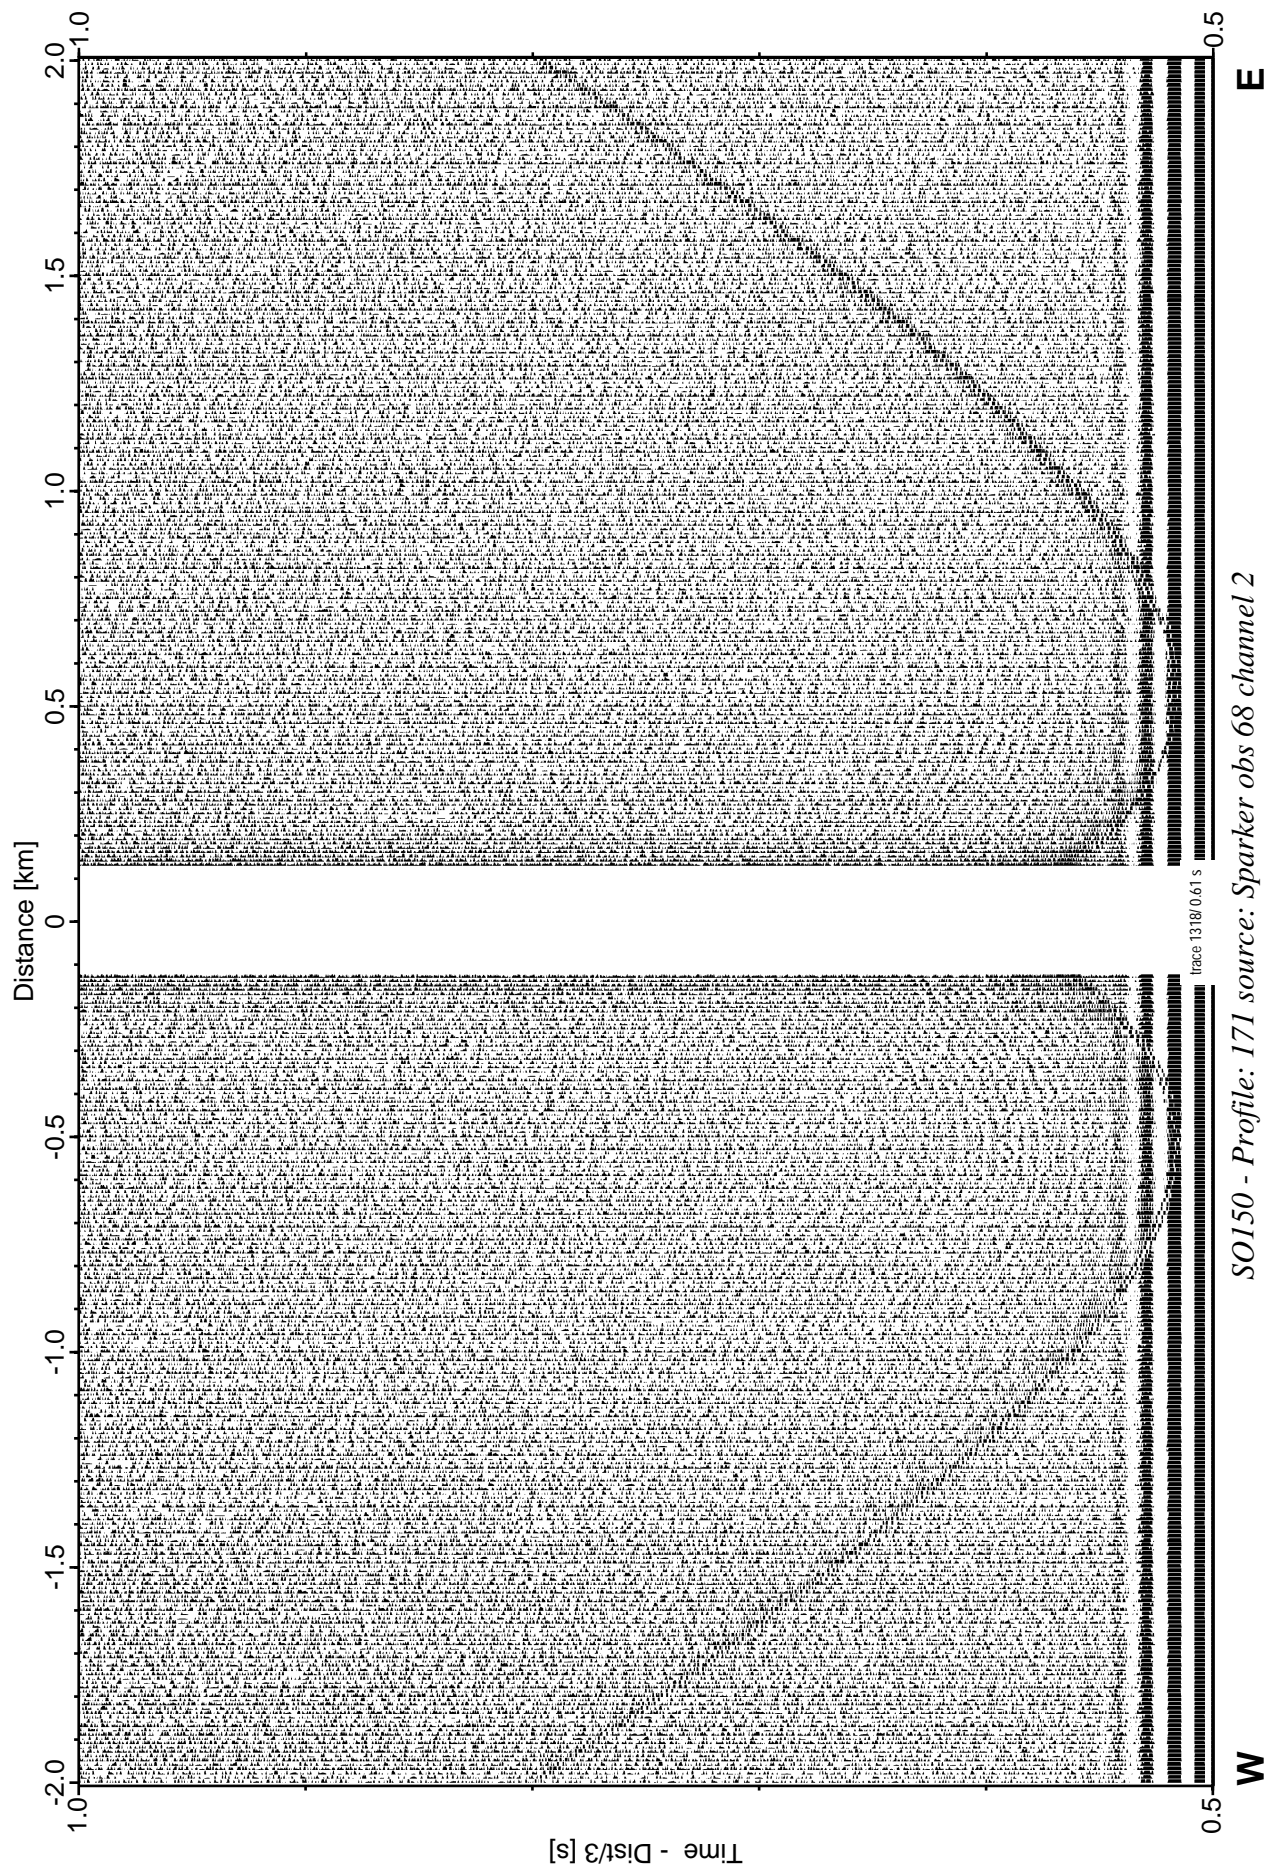 Distance [km]
-2.0 -1.5 -1.0 -0.5 0 0.5 1.0 1.5 2.0
1.0 1.0
Time - Dist/3 [s]
trace 1318/ 0.61 s
0.5 0.5
W E
SO150 - Profile: 171 source: Sparker obs 68 channel 2